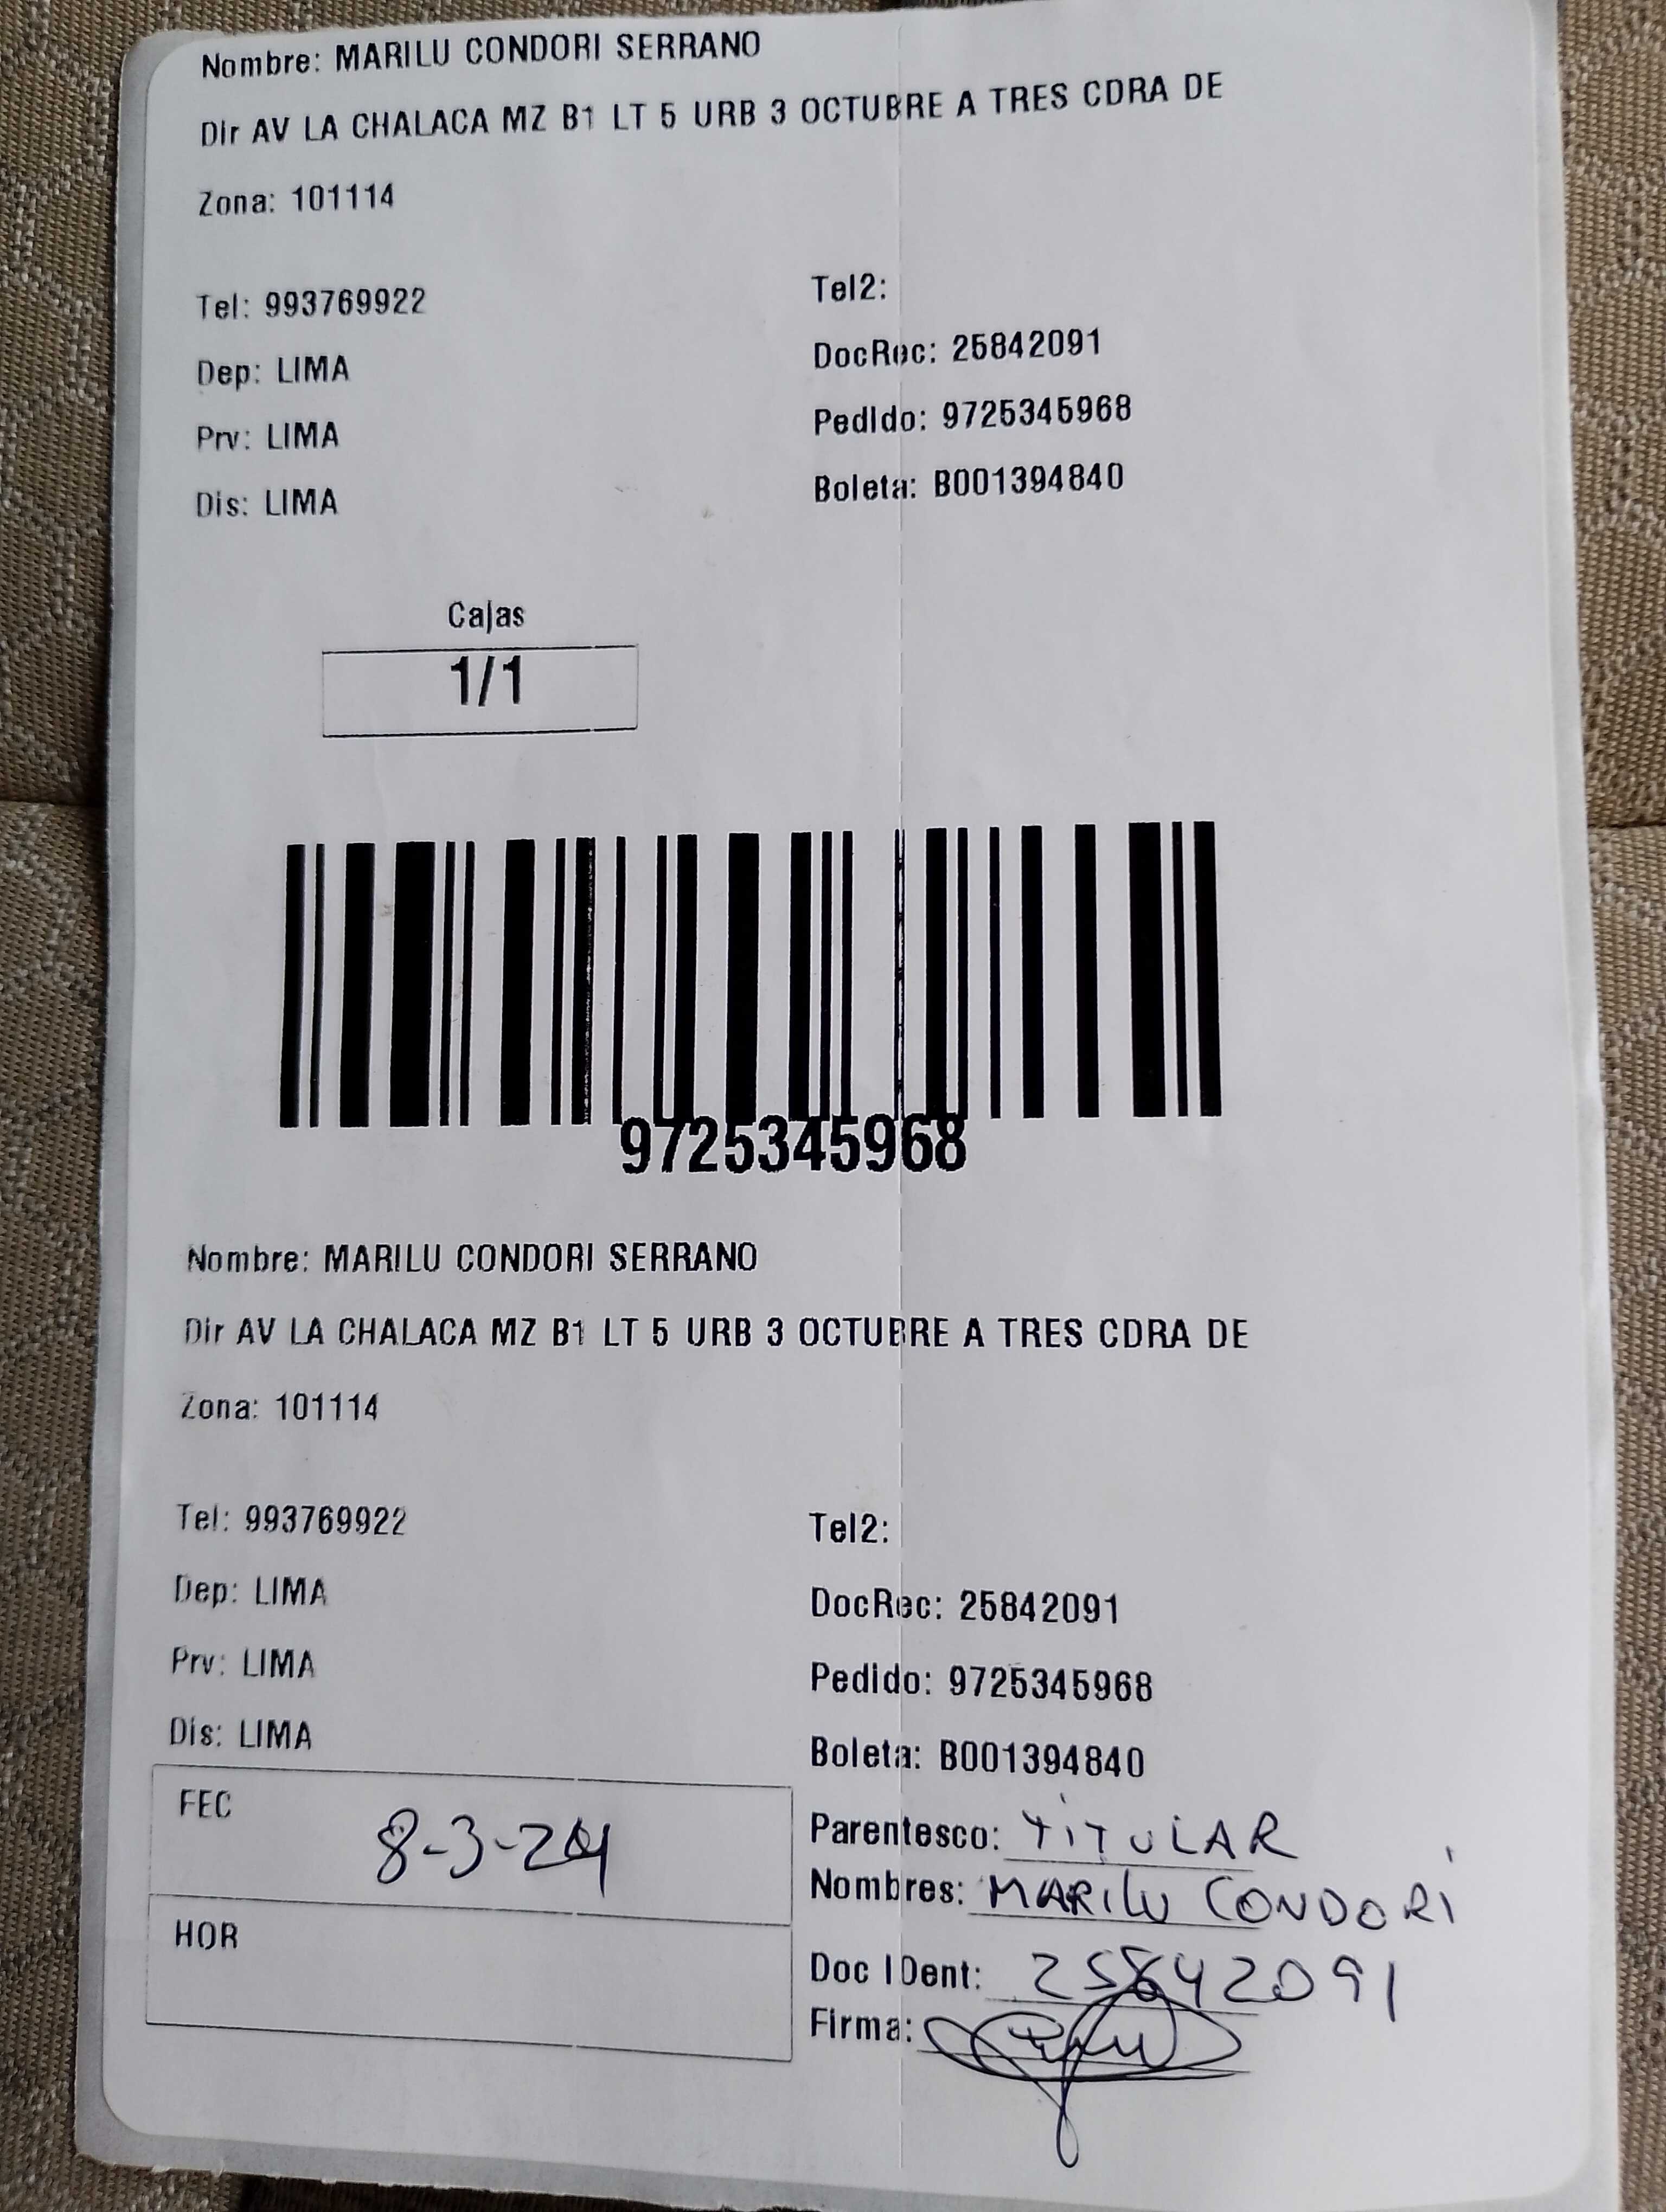 Nombre: MARILU CONDORI SERRANO
Dir AV LA CHALACA MZ B1 LT 5 URB 3 OCTUBRE A TRES CDRA DE
Zona: 101114
Tel: 993769922
Tel2:
Dep: LIMA
DocRec: 25842091
Prv: LIMA
Pedido: 9725345968
Dis: LIMA
Boleta: B001394840
Cajas
1/1
9725345968
Nombre: MARILU CONDORI SERRANO
Dir AV LA CHALACA MZ B1 LT 5 URB 3 OCTUBRE A TRES CDRA DE
Zona: 101114
Tel: 993769922
Tel2:
Dep: LIMA
DocRec: 25842091
Prv: LIMA
Pedido: 9725345968
Dis: LIMA
Boleta: B001394840
FEC 8-3-24
Parentesco: TITULAR
Nombres: MARILU CONDORI
HOR
Doc IDent: 25842091
Firma: